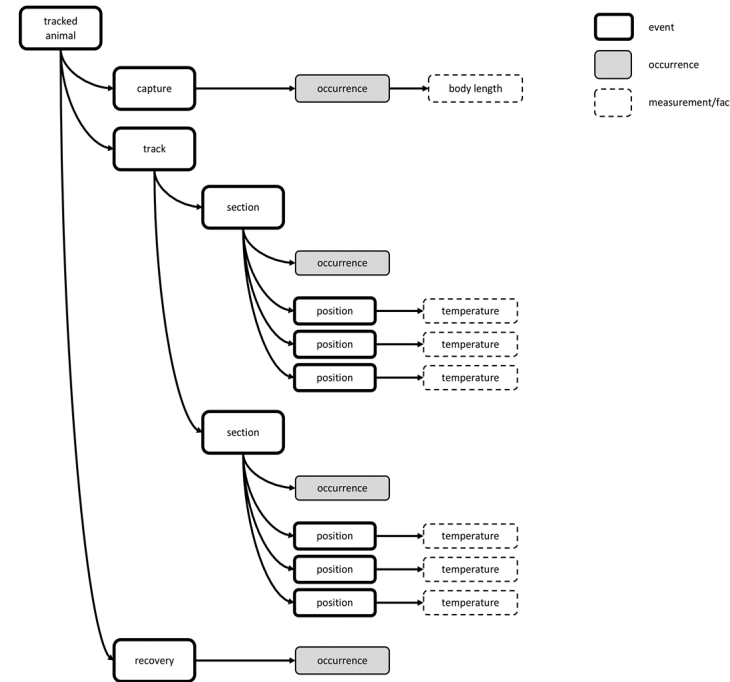 tracked
animal
event
occurrence
measurement/fac
capture
occurrence
body length
track
section
occurrence
position
temperature
position
temperature
position
temperature
section
occurrence
position
temperature
position
temperature
position
temperature
recovery
occurrence